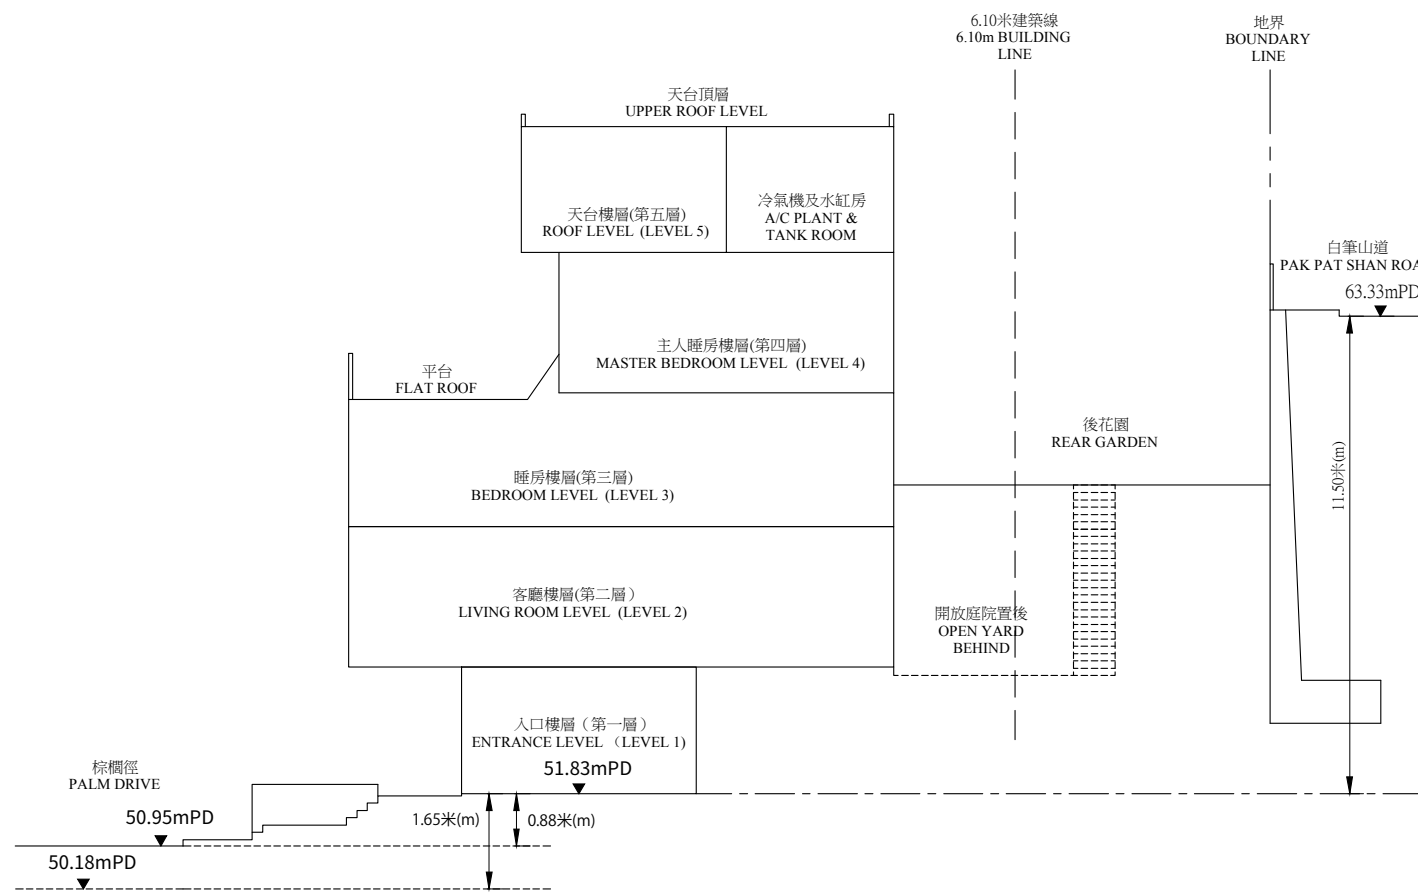 6.10米建築線
6.10m BUILDING
LINE
地界
BOUNDARY
LINE
天台頂層
UPPER ROOF LEVEL
天台樓層(第五層)
ROOF LEVEL (LEVEL 5)
冷氣機及水缸房
A/C PLANT &
TANK ROOM
白筆山道
PAK PAT SHAN ROA
63.33mPD
主人睡房樓層(第四層)
MASTER BEDROOM LEVEL (LEVEL 4)
平台
FLAT ROOF
後花園
REAR GARDEN
11.50米(m)
睡房樓層(第三層)
BEDROOM LEVEL (LEVEL 3)
客廳樓層(第二層）
LIVING ROOM LEVEL (LEVEL 2)
開放庭院置後
OPEN YARD
BEHIND
入口樓層（第一層）
ENTRANCE LEVEL （LEVEL 1)
51.83mPD
棕櫚徑
PALM DRIVE
50.95mPD
1.65米(m)
0.88米(m)
50.18mPD